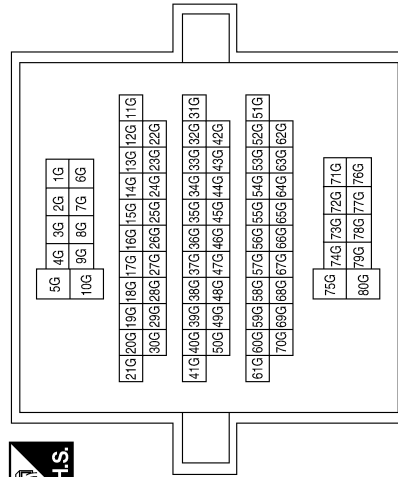 5G 4G 3G 2G 1G
10G 9G 8G 7G 6G
21G 20G 19G 18G 17G 16G 15G 14G 13G 12G 11G
30G 29G 28G 27G 26G 25G 24G 23G 22G
41G 40G 39G 38G 37G 36G 35G 34G 33G 32G 31G
50G 49G 48G 47G 46G 45G 44G 43G 42G
61G 60G 59G 58G 57G 56G 55G 54G 53G 52G 51G
70G 69G 68G 67G 66G 65G 64G 63G 62G
75G 74G 73G 72G 71G
80G 79G 78G 77G 76G
H.S.